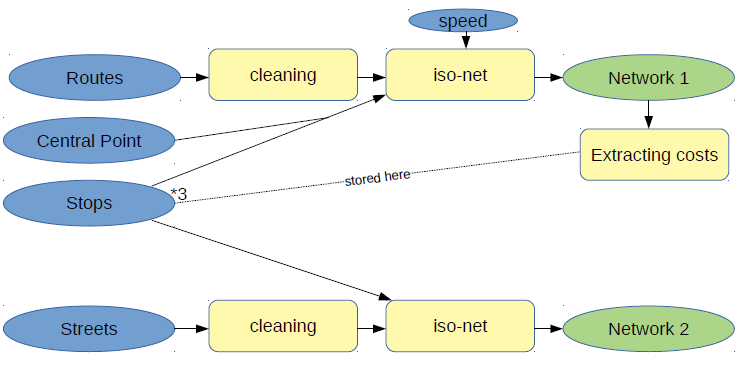 speed
Routes
cleaning
iso-net
Network 1
Central Point
Extracting costs
stored here
*3
Stops
Streets
cleaning
iso-net
Network 2